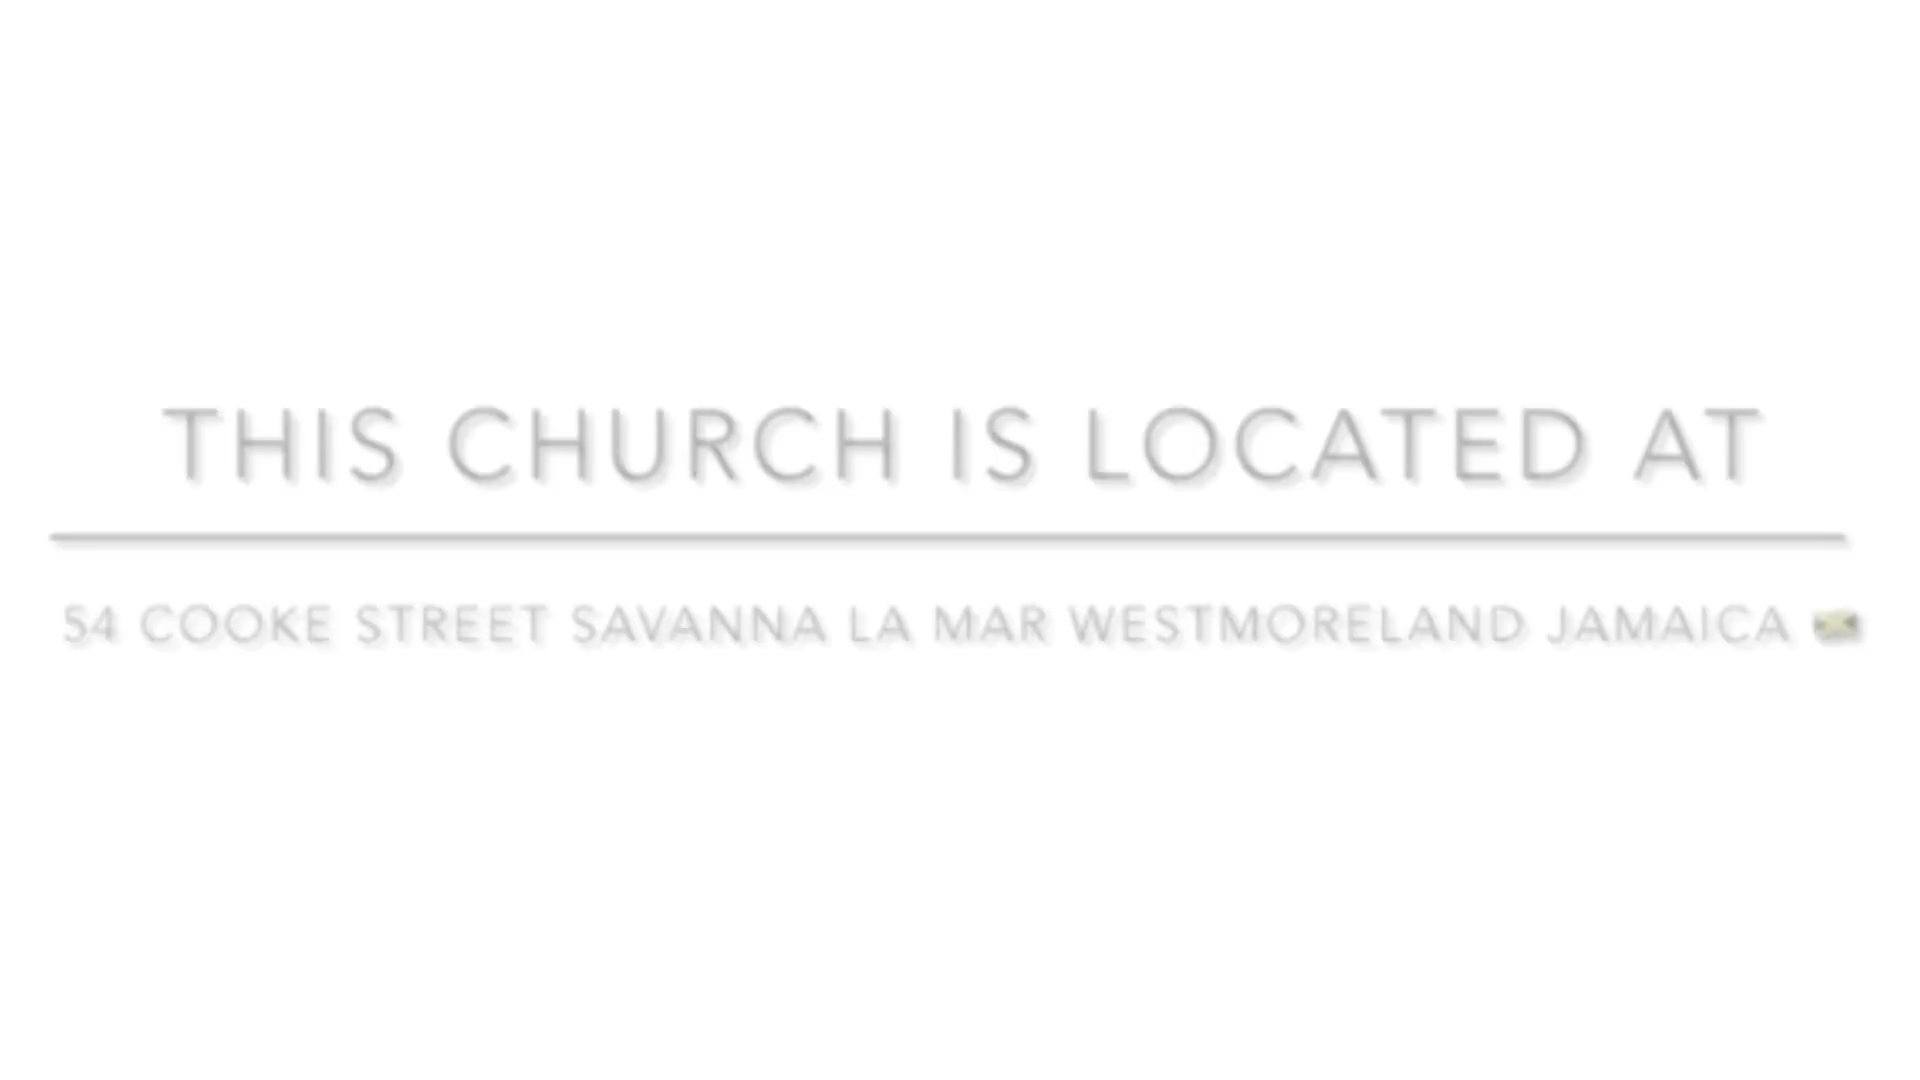 THIS CHURCH IS LOCATED AT
54 COOKE STREET SAVANNA LA MAR WESTMORELAND JAMAICA 🇯🇲